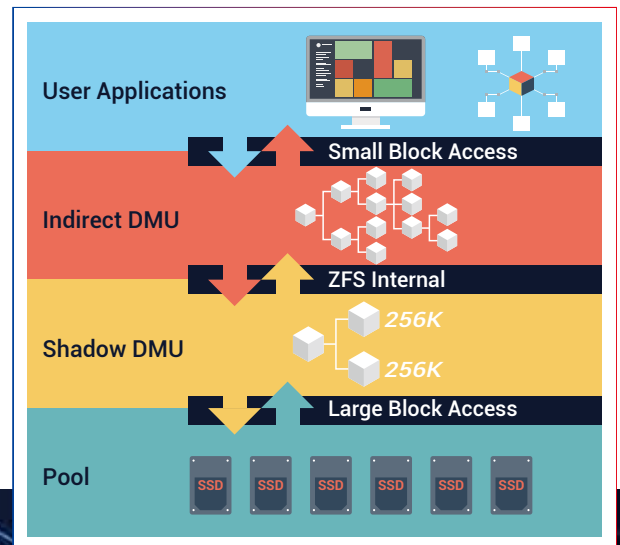 User Applications
Small Block Access
Indirect DMU
ZFS Internal
256K
Shadow DMU
256K
Large Block Access
Pool
SSD SSD SSD SSD SSD SSD